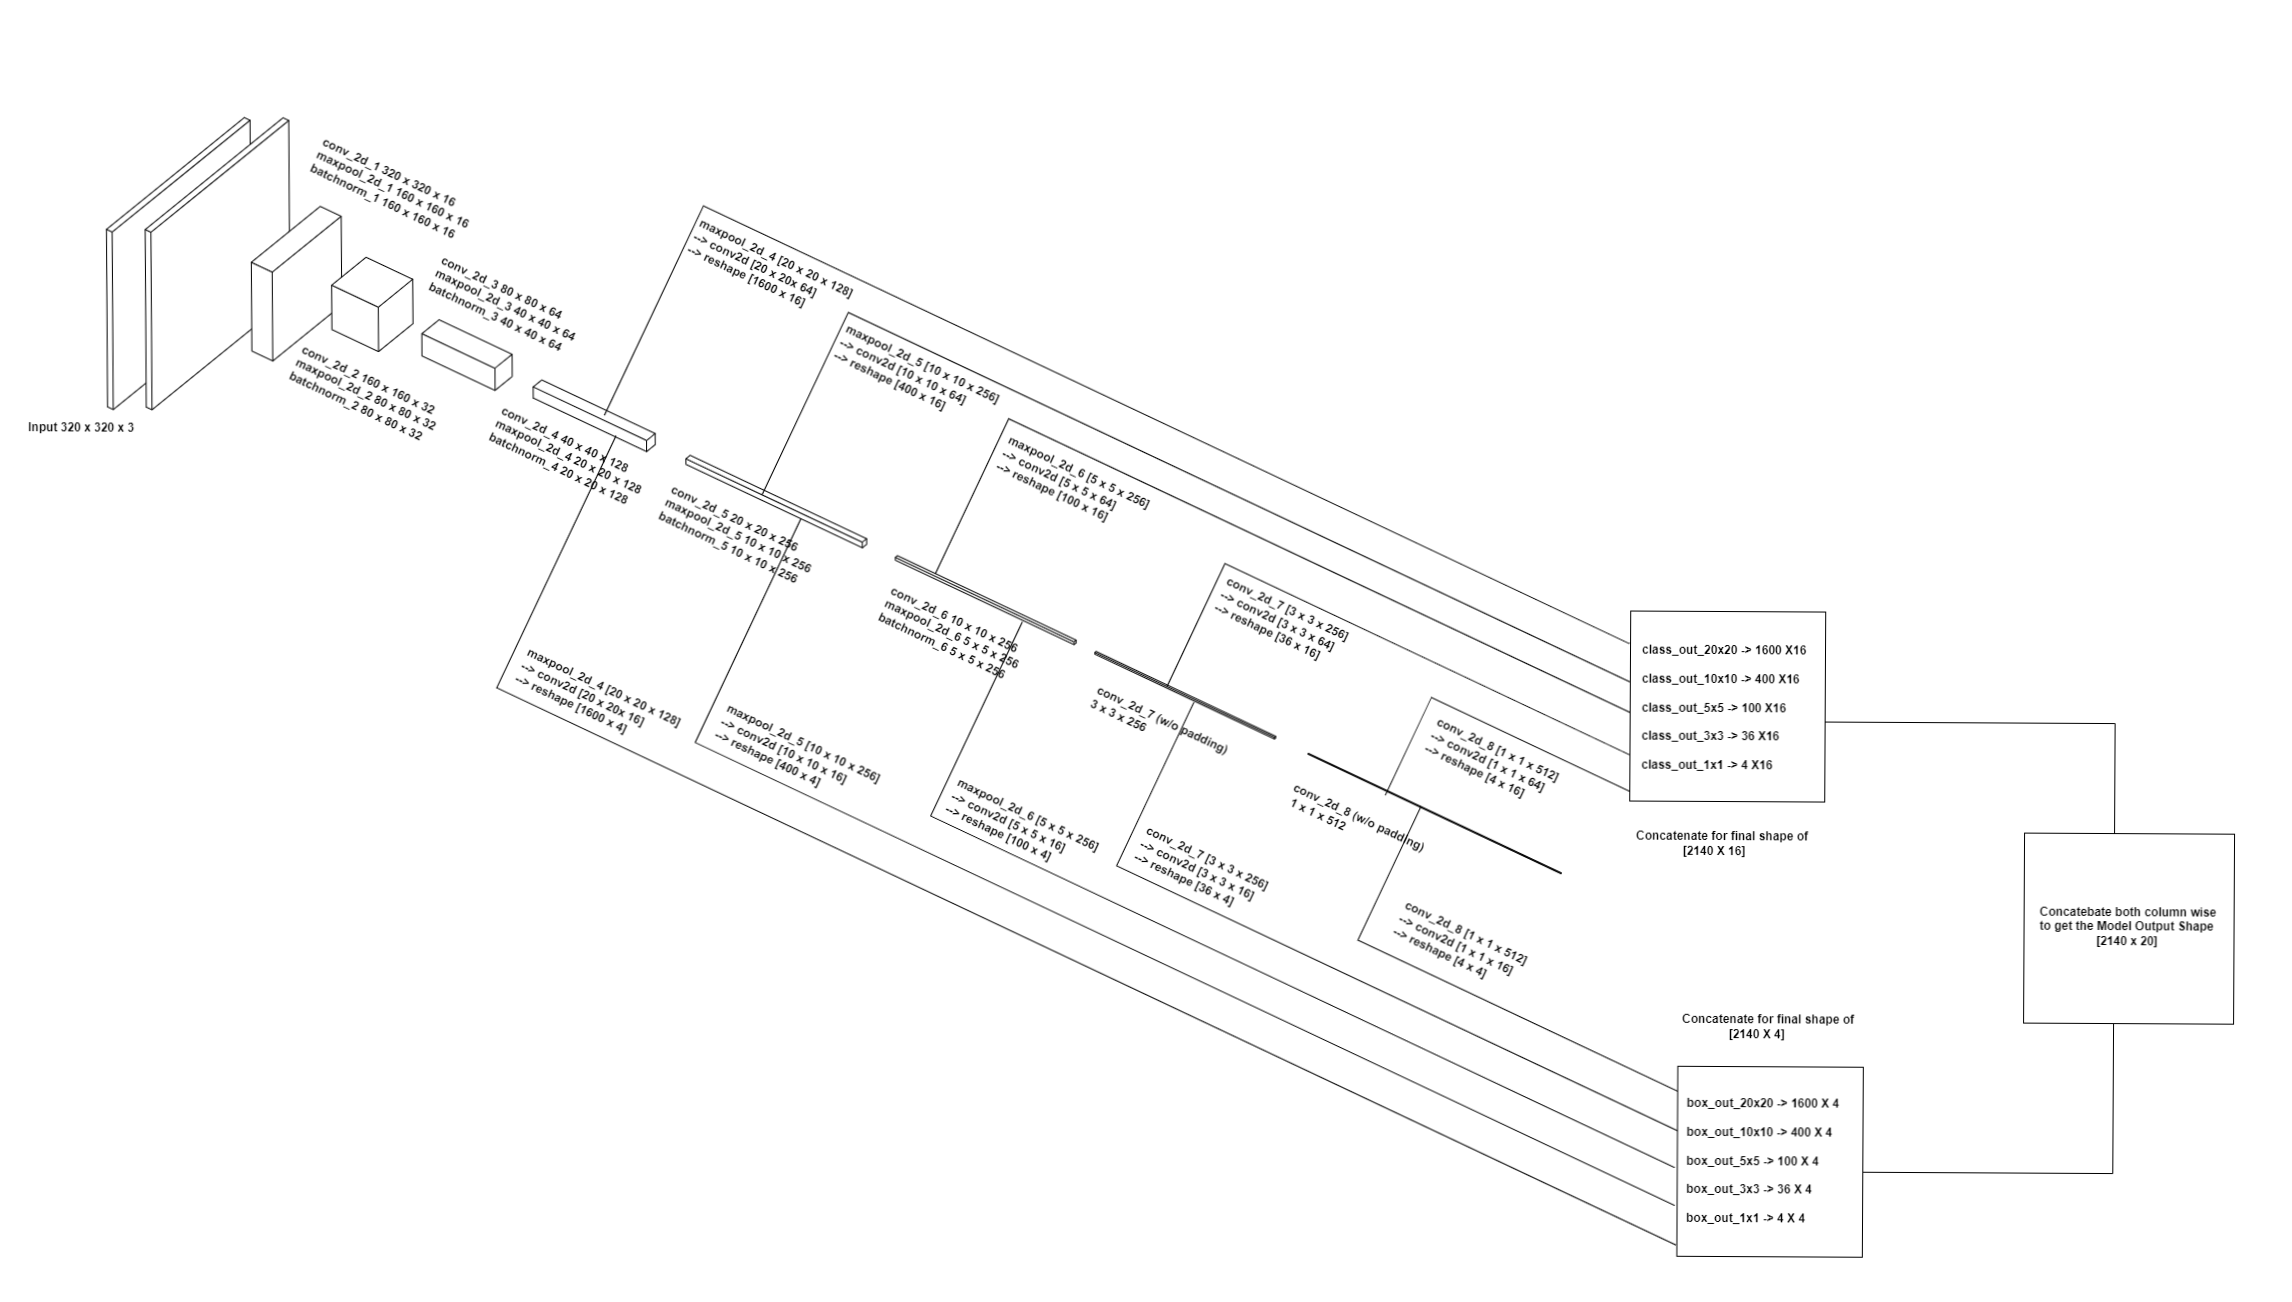 Input 320 x 320 x 3
conv_2d_1 320 x 320 x 16
maxpool_2d_1 160 x 160 x 16
batchnorm_1 160 x 160 x 16
conv_2d_2 160 x 160 x 32
maxpool_2d_2 80 x 80 x 32
batchnorm_2 80 x 80 x 32
conv_2d_3 80 x 80 x 64
maxpool_2d_3 40 x 40 x 64
batchnorm_3 40 x 40 x 64
conv_2d_4 40 x 40 x 128
maxpool_2d_4 20 x 20 x 128
batchnorm_4 20 x 20 x 128
conv_2d_5 20 x 20 x 256
maxpool_2d_5 10 x 10 x 256
batchnorm_5 10 x 10 x 256
conv_2d_6 10 x 10 x 256
maxpool_2d_6 5 x 5 x 256
batchnorm_6 5 x 5 x 256
conv_2d_7 (w/o padding)
3 x 3 x 256
conv_2d_8 (w/o padding)
1 x 1 x 512
maxpool_2d_4 [20 x 20 x 128]
--> conv2d [20 x 20x 64]
--> reshape [1600 x 16]
maxpool_2d_5 [10 x 10 x 256]
--> conv2d [10 x 10 x 64]
--> reshape [400 x 16]
maxpool_2d_6 [5 x 5 x 256]
--> conv2d [5 x 5 x 64]
--> reshape [100 x 16]
conv_2d_7 [3 x 3 x 256]
--> conv2d [3 x 3 x 64]
--> reshape [36 x 16]
conv_2d_8 [1 x 1 x 512]
--> conv2d [1 x 1 x 64]
--> reshape [4 x 16]
maxpool_2d_4 [20 x 20 x 128]
--> conv2d [20 x 20x 16]
--> reshape [1600 x 4]
maxpool_2d_5 [10 x 10 x 256]
--> conv2d [10 x 10 x 16]
--> reshape [400 x 4]
maxpool_2d_6 [5 x 5 x 256]
--> conv2d [5 x 5 x 16]
--> reshape [100 x 4]
conv_2d_7 [3 x 3 x 256]
--> conv2d [3 x 3 x 16]
--> reshape [36 x 4]
conv_2d_8 [1 x 1 x 512]
--> conv2d [1 x 1 x 16]
--> reshape [4 x 4]
class_out_20x20 -> 1600 X16
class_out_10x10 -> 400 X16
class_out_5x5 -> 100 X16
class_out_3x3 -> 36 X16
class_out_1x1 -> 4 X16
Concatenate for final shape of
[2140 X 16]
Concatebate both column wise
to get the Model Output Shape
[2140 x 20]
Concatenate for final shape of
[2140 X 4]
box_out_20x20 -> 1600 X 4
box_out_10x10 -> 400 X 4
box_out_5x5 -> 100 X 4
box_out_3x3 -> 36 X 4
box_out_1x1 -> 4 X 4